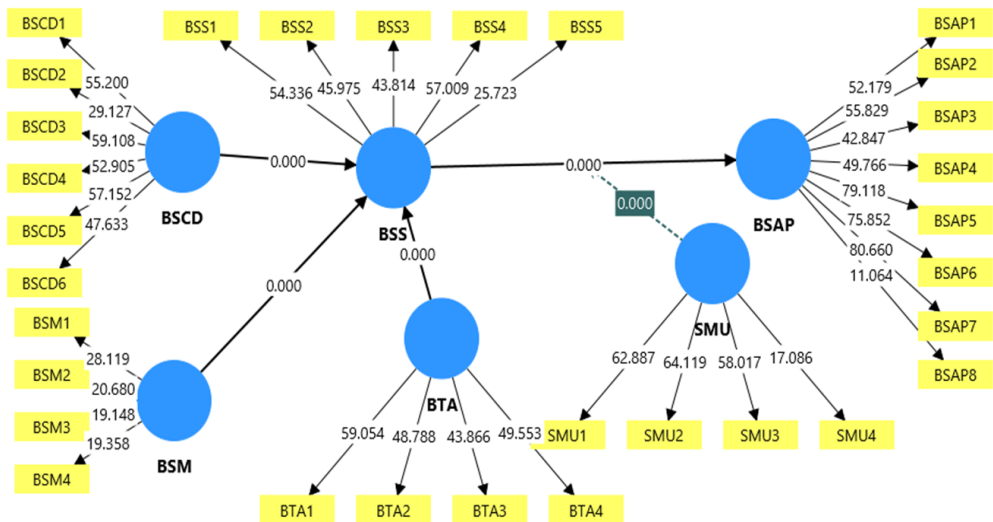 BSCD1
BSCD2
BSCD3
BSCD4
BSCD5
BSCD6
55.200
29.127
59.108
52.905
57.152
47.633
BSCD
BSS1
BSS2
BSS3
BSS4
BSS5
54.336
45.975
43.814
57.009
25.723
BSS
0.000
0.000
0.000
0.000
0.000
BSM1
BSM2
BSM3
BSM4
28.119
20.680
19.148
19.358
BSM
BTA
59.054
48.788
43.866
49.553
BTA1
BTA2
BTA3
BTA4
SMU
62.887
64.119
58.017
17.086
SMU1
SMU2
SMU3
SMU4
BSAP
52.179
55.829
42.847
49.766
79.118
75.852
80.660
11.064
BSAP1
BSAP2
BSAP3
BSAP4
BSAP5
BSAP6
BSAP7
BSAP8